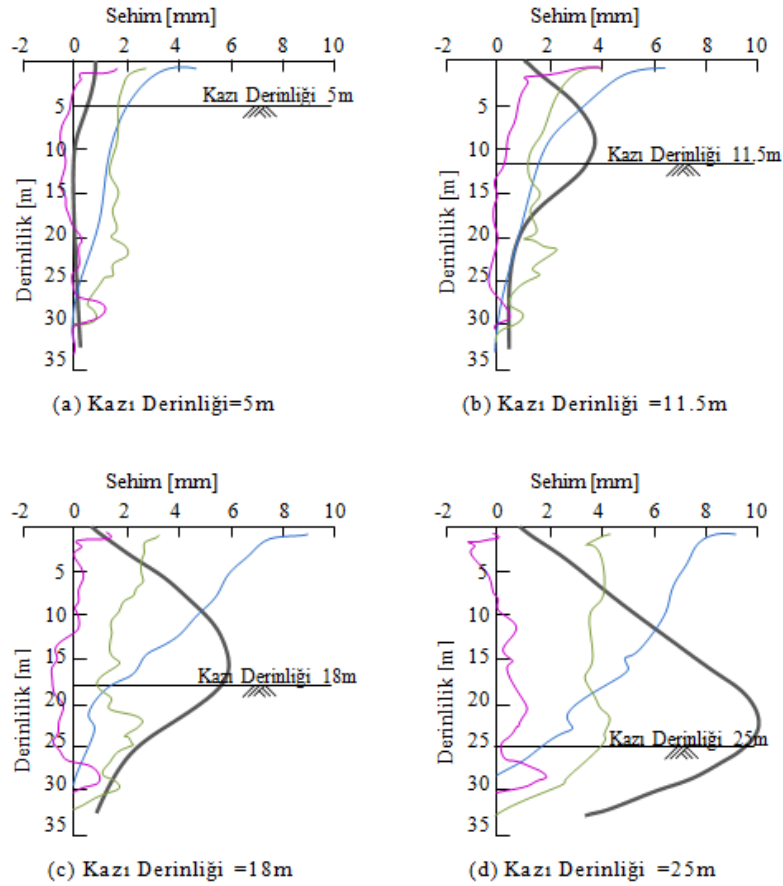 Sehim [mm]
-2 0 2 4 6 8 10
5
10
15
20
25
30
35
Derinlilik [m]
Kazı Derinliği 5m
(a) Kazı Derinliği=5m
Sehim [mm]
-2 0 2 4 6 8 10
5
10
15
20
25
30
35
Derinlilik [m]
Kazı Derinliği 11.5m
(b) Kazı Derinliği =11.5m
Sehim [mm]
-2 0 2 4 6 8 10
5
10
15
20
25
30
35
Derinlilik [m]
Kazı Derinliği 18m
(c) Kazı Derinliği =18m
Sehim [mm]
-2 0 2 4 6 8 10
5
10
15
20
25
30
35
Derinlilik [m]
Kazı Derinliği 25m
(d) Kazı Derinliği =25m